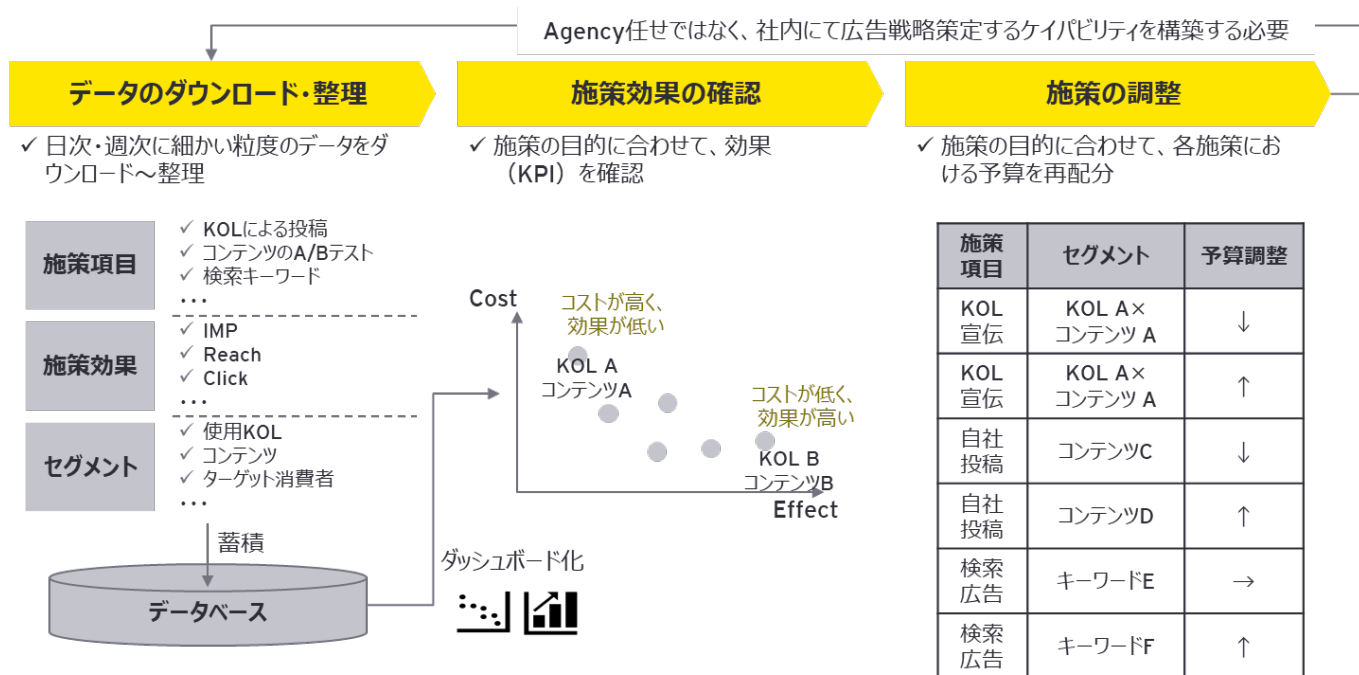 Agency任せではなく、社内にて広告戦略策定するケイパビリティを構築する必要
データのダウンロード・整理
施策効果の確認
施策の調整
✓ 日次・週次に細かい粒度のデータをダ
ウンロード～整理
✓ 施策の目的に合わせて、効果
（KPI）を確認
✓ 施策の目的に合わせて、各施策にお
ける予算を再配分
施策項目
✓ KOLによる投稿
✓ コンテンツのA/Bテスト
✓ 検索キーワード
・・・
施策効果
✓ IMP
✓ Reach
✓ Click
・・・
セグメント
✓ 使用KOL
✓ コンテンツ
✓ ターゲット消費者
・・・
蓄積
データベース
ダッシュボード化
Cost
コストが高く、
効果が低い
KOL A
コンテンツA
コストが低く、
効果が高い
KOL B
コンテンツB
Effect
施策
項目
セグメント
予算調整
KOL
宣伝
KOL A×
コンテンツ A
↓
KOL
宣伝
KOL A×
コンテンツ A
↑
自社
投稿
コンテンツC
↓
自社
投稿
コンテンツD
↑
検索
広告
キーワードE
→
検索
広告
キーワードF
↑